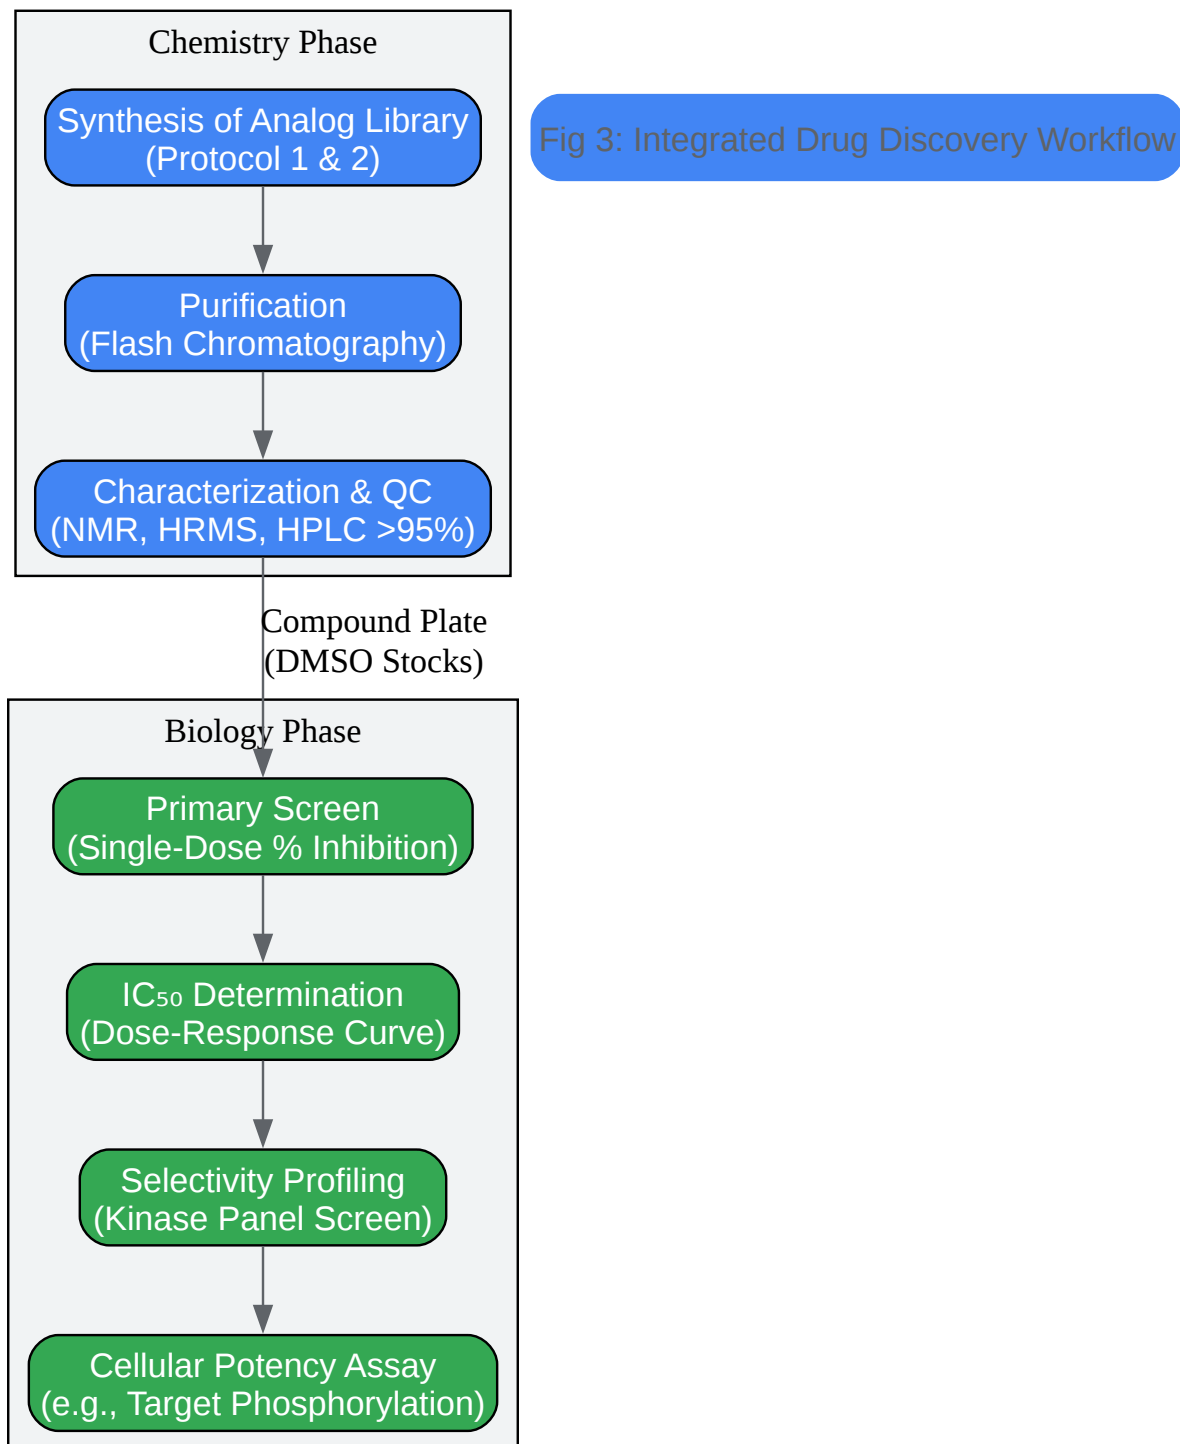 Chemistry Phase
Synthesis of Analog Library
(Protocol 1 & 2)
Fig 3: Integrated Drug Discovery Workflow
Purification
(Flash Chromatography)
Characterization & QC
(NMR, HRMS, HPLC >95%)
Compound Plate
(DMSO Stocks)
Biology Phase
Primary Screen
(Single-Dose % Inhibition)
IC₅₀ Determination
(Dose-Response Curve)
Selectivity Profiling
(Kinase Panel Screen)
Cellular Potency Assay
(e.g., Target Phosphorylation)